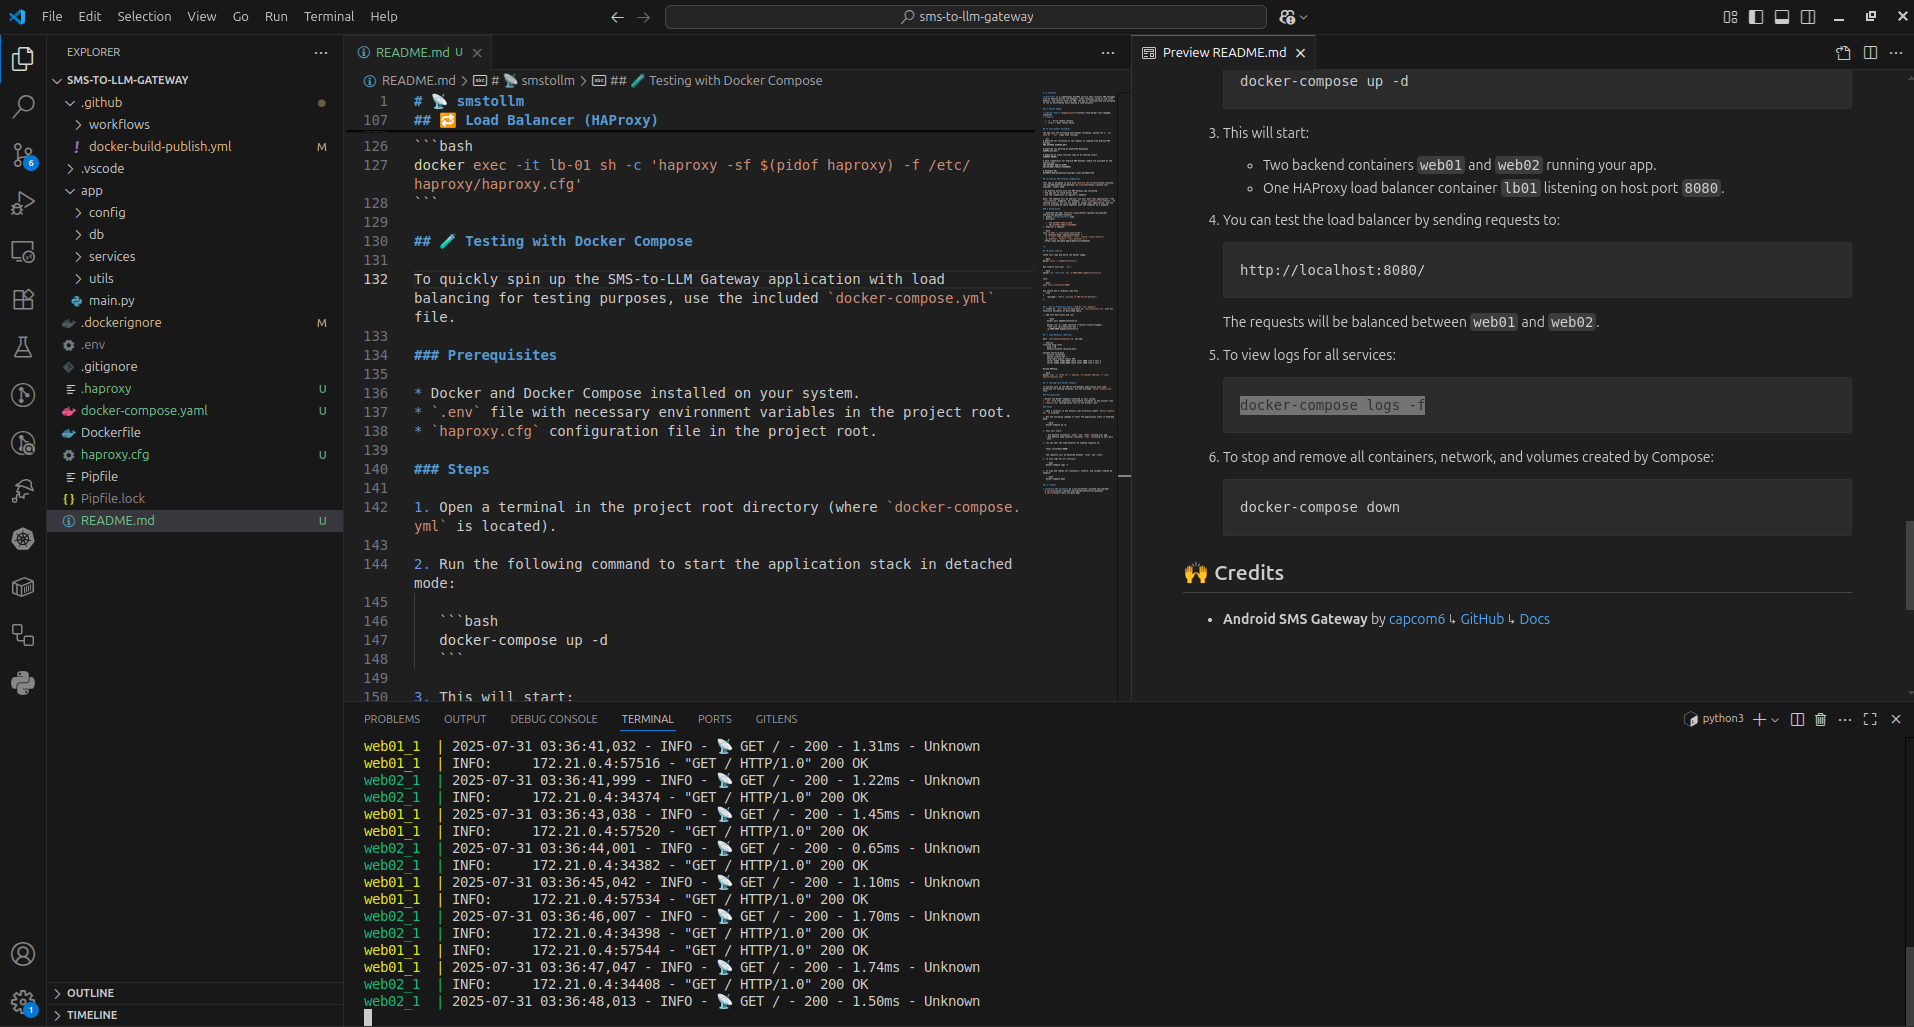 File Edit Selection View Go Run Terminal Help
sms-to-llm-gateway
EXPLORER
SMS-TO-LLM-GATEWAY
.github
workflows
docker-build-publish.yml M
.vscode
app
config
db
services
utils
main.py
.dockerignore M
.env
.gitignore
.haproxy U
docker-compose.yaml U
Dockerfile
haproxy.cfg U
Pipfile
Pipfile.lock
README.md U
OUTLINE
TIMELINE
6
1
README.md U
README.md > # 📡 smstollm > ## 🧪 Testing with Docker Compose
1 # 📡 smstollm
107 ## 🔁 Load Balancer (HAProxy)
126 ```bash
127 docker exec -it lb-01 sh -c 'haproxy -sf $(pidof haproxy) -f /etc/
haproxy/haproxy.cfg'
128 ```
129
130 ## 🧪 Testing with Docker Compose
131
132 To quickly spin up the SMS-to-LLM Gateway application with load
balancing for testing purposes, use the included `docker-compose.yml`
file.
133
134 ### Prerequisites
135
136 * Docker and Docker Compose installed on your system.
137 * `.env` file with necessary environment variables in the project root.
138 * `haproxy.cfg` configuration file in the project root.
139
140 ### Steps
141
142 1. Open a terminal in the project root directory (where `docker-compose.
yml` is located).
143
144 2. Run the following command to start the application stack in detached
mode:
145
146 ```bash
147 docker-compose up -d
148 ```
149
150 3. This will start:
Preview README.md
docker-compose up -d
3. This will start:
◦ Two backend containers web01 and web02 running your app.
◦ One HAProxy load balancer container lb01 listening on host port 8080.
4. You can test the load balancer by sending requests to:
http://localhost:8080/
The requests will be balanced between web01 and web02.
5. To view logs for all services:
docker-compose logs -f
6. To stop and remove all containers, network, and volumes created by Compose:
docker-compose down
🙌 Credits
• Android SMS Gateway by capcom6 ↳ GitHub ↳ Docs
PROBLEMS OUTPUT DEBUG CONSOLE TERMINAL PORTS GITLENS
python3
web01_1 | 2025-07-31 03:36:41,032 - INFO - 📡 GET / - 200 - 1.31ms - Unknown
web01_1 | INFO: 172.21.0.4:57516 - "GET / HTTP/1.0" 200 OK
web02_1 | 2025-07-31 03:36:41,999 - INFO - 📡 GET / - 200 - 1.22ms - Unknown
web02_1 | INFO: 172.21.0.4:34374 - "GET / HTTP/1.0" 200 OK
web01_1 | 2025-07-31 03:36:43,038 - INFO - 📡 GET / - 200 - 1.45ms - Unknown
web01_1 | INFO: 172.21.0.4:57520 - "GET / HTTP/1.0" 200 OK
web02_1 | 2025-07-31 03:36:44,001 - INFO - 📡 GET / - 200 - 0.65ms - Unknown
web02_1 | INFO: 172.21.0.4:34382 - "GET / HTTP/1.0" 200 OK
web01_1 | 2025-07-31 03:36:45,042 - INFO - 📡 GET / - 200 - 1.10ms - Unknown
web01_1 | INFO: 172.21.0.4:57534 - "GET / HTTP/1.0" 200 OK
web02_1 | 2025-07-31 03:36:46,007 - INFO - 📡 GET / - 200 - 1.70ms - Unknown
web02_1 | INFO: 172.21.0.4:34398 - "GET / HTTP/1.0" 200 OK
web01_1 | INFO: 172.21.0.4:57544 - "GET / HTTP/1.0" 200 OK
web01_1 | 2025-07-31 03:36:47,047 - INFO - 📡 GET / - 200 - 1.74ms - Unknown
web02_1 | INFO: 172.21.0.4:34408 - "GET / HTTP/1.0" 200 OK
web02_1 | 2025-07-31 03:36:48,013 - INFO - 📡 GET / - 200 - 1.50ms - Unknown